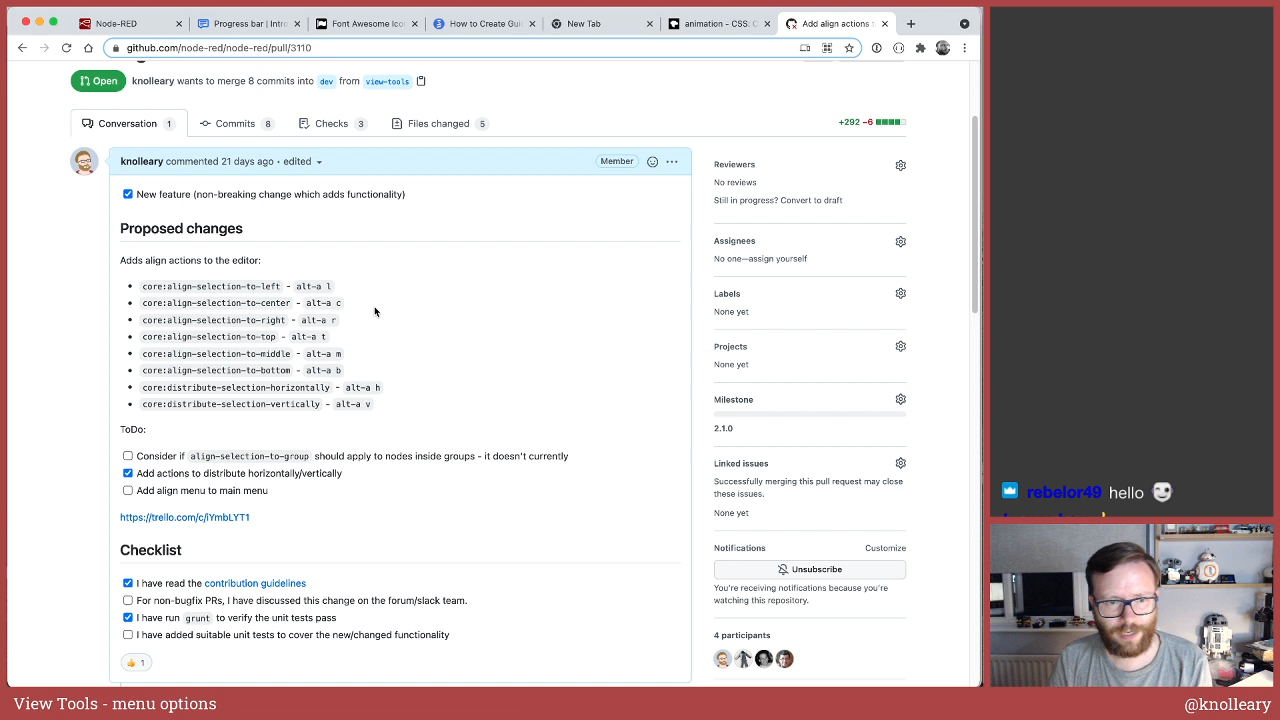 Node-RED
Progress bar | Intro
Font Awesome Ico
How to Create Gui
New Tab
animation - CSS: C
Add align actions s
github.com/node-red/node-red/pull/3110
Open
knolleary wants to merge 8 commits into dev from view-tools
Conversation 1
Commits 8
Checks 3
Files changed 5
+292 −6
knolleary commented 21 days ago • edited
Member
New feature (non-breaking change which adds functionality)
Proposed changes
Adds align actions to the editor:
core:align-selection-to-left - alt-a l
core:align-selection-to-center - alt-a c
core:align-selection-to-right - alt-a r
core:align-selection-to-top - alt-a t
core:align-selection-to-middle - alt-a m
core:align-selection-to-bottom - alt-a b
core:distribute-selection-horizontally - alt-a h
core:distribute-selection-vertically - alt-a v
ToDo:
Consider if align-selection-to-group should apply to nodes inside groups - it doesn't currently
Add actions to distribute horizontally/vertically
Add align menu to main menu
https://trello.com/c/iYmbLYT1
Checklist
I have read the contribution guidelines
For non-bugfix PRs, I have discussed this change on the forum/slack team.
I have run grunt to verify the unit tests pass
I have added suitable unit tests to cover the new/changed functionality
1
Reviewers
No reviews
Still in progress? Convert to draft
Assignees
No one—assign yourself
Labels
None yet
Projects
None yet
Milestone
2.1.0
Linked issues
Successfully merging this pull request may close
these issues.
None yet
Notifications
Customize
Unsubscribe
You're receiving notifications because you're
watching this repository.
4 participants
rebelor49 hello
View Tools - menu options
@knolleary